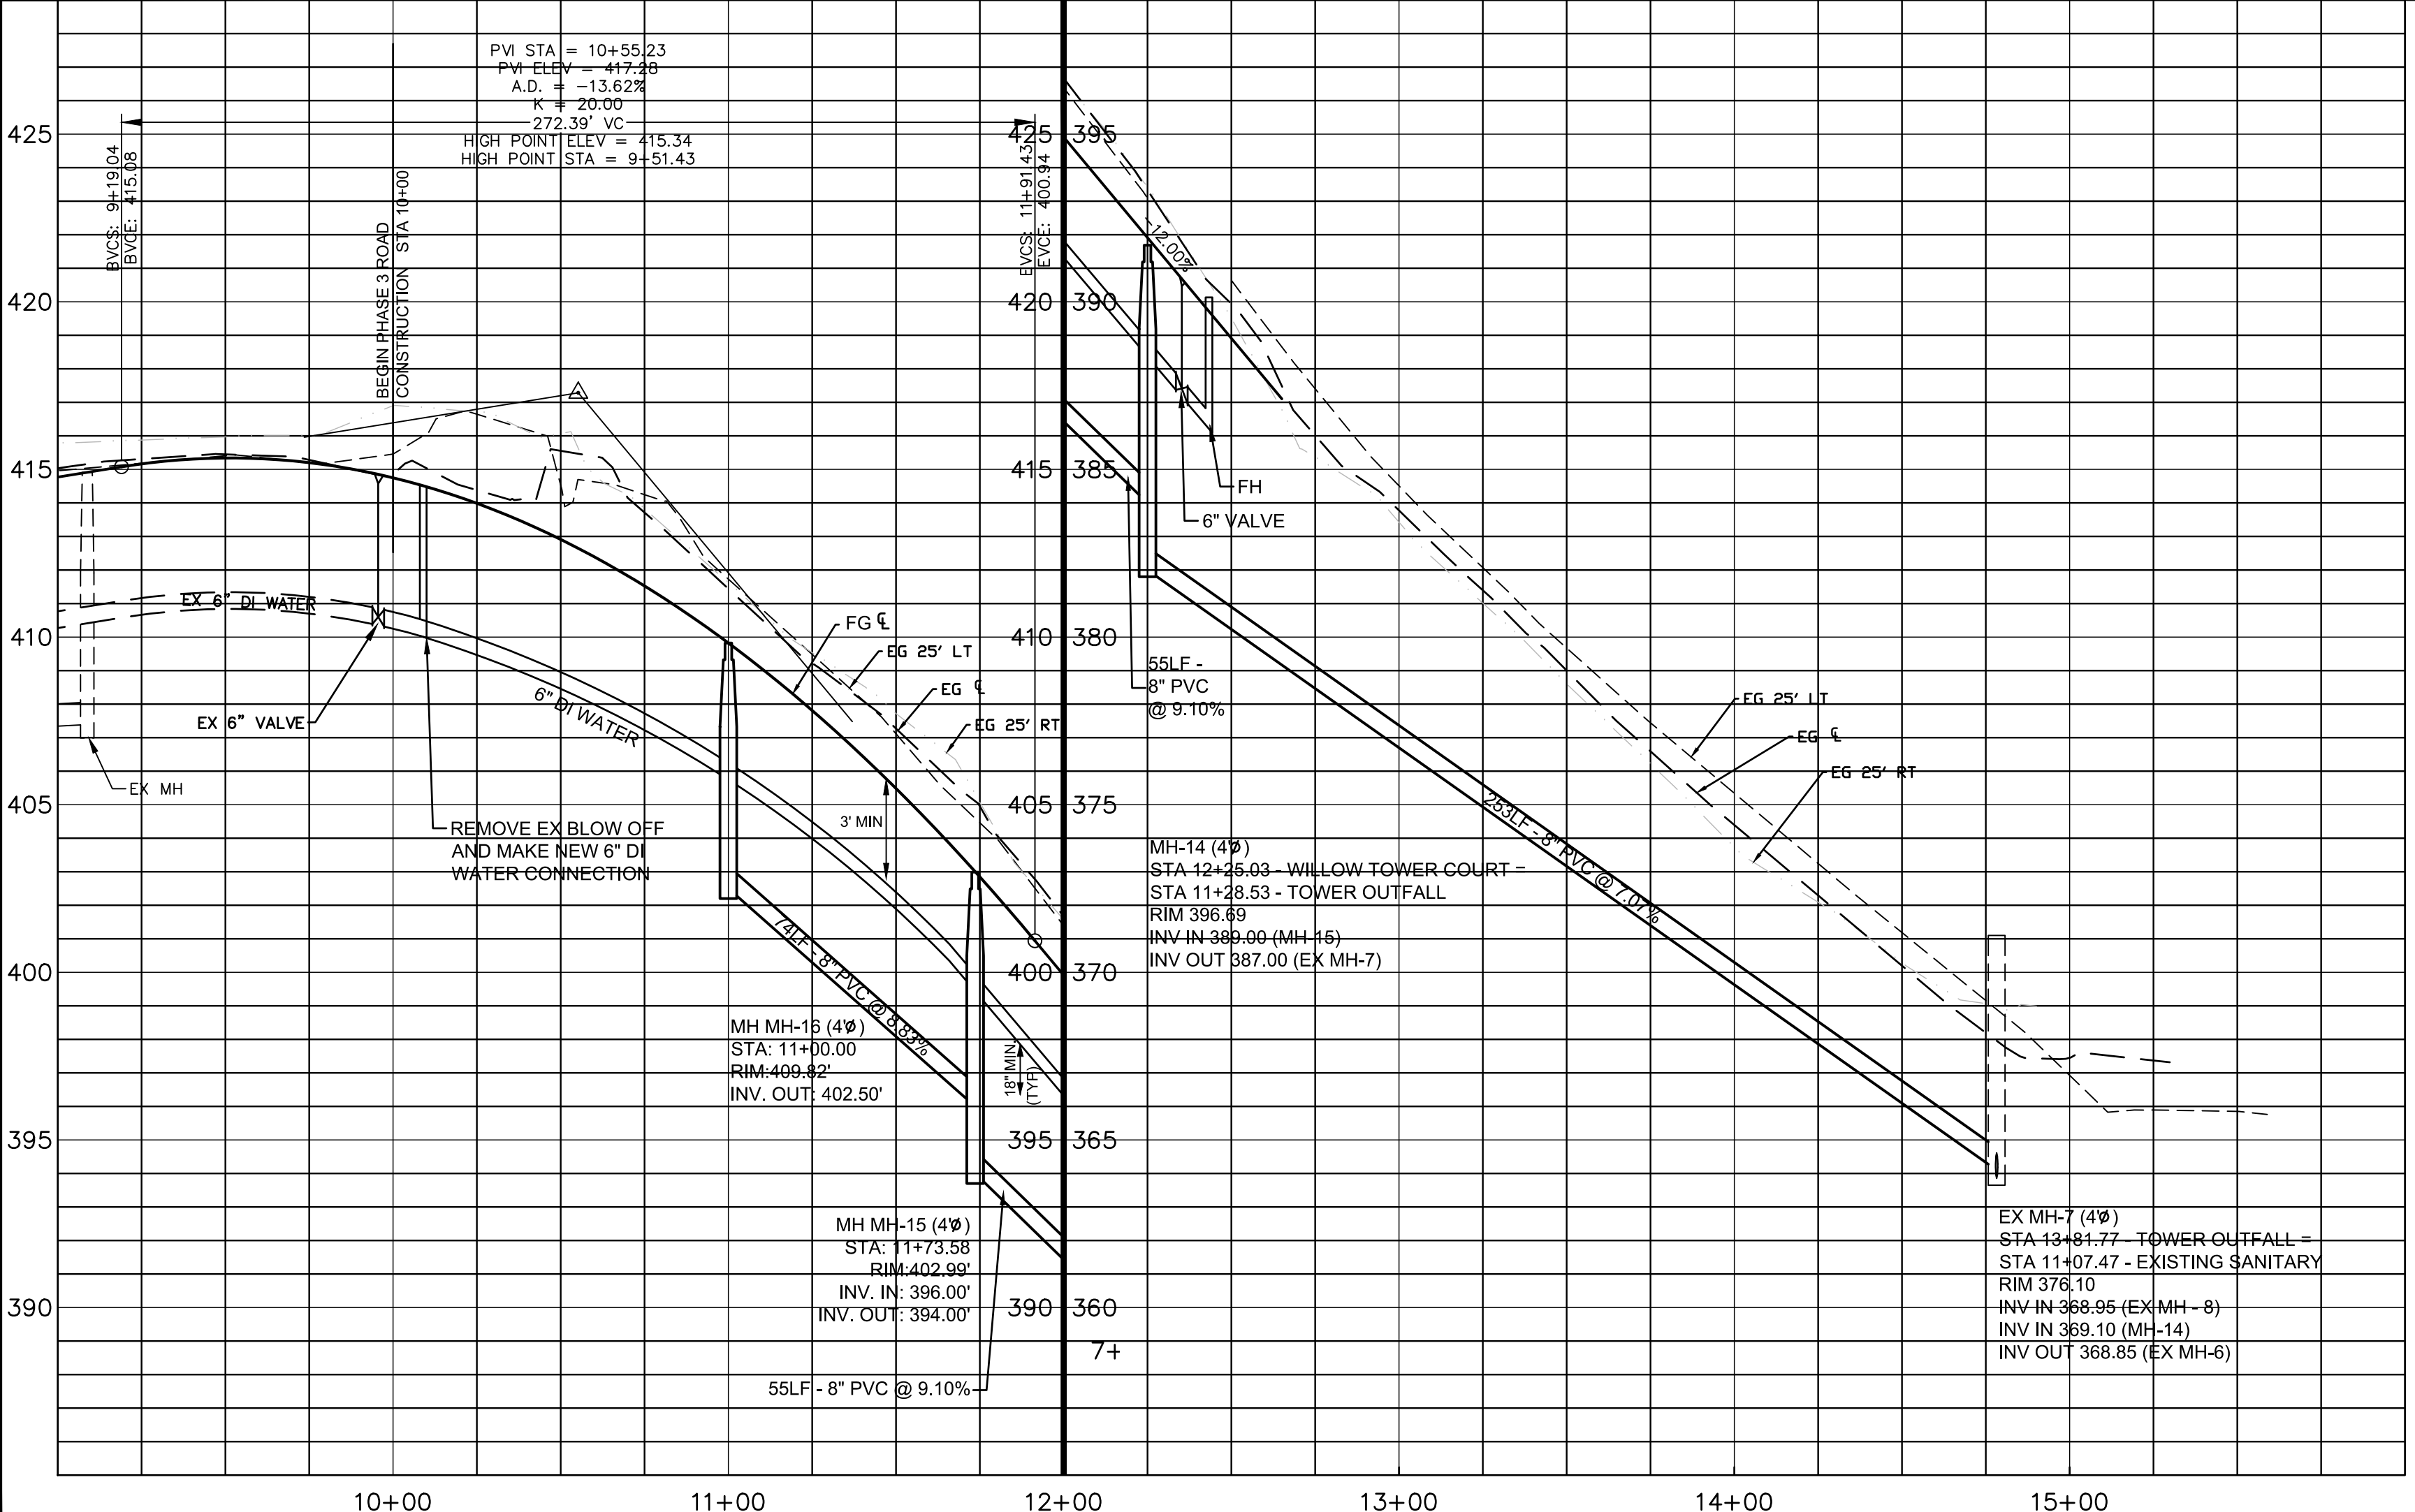 PVI STA = 10+55.23
PVI ELEV = 417.28
A.D. = -13.62%
K = 20.00
272.39' VC
HIGH POINT ELEV = 415.34
HIGH POINT STA = 9+51.43
BVCS: 9+19.04
BVCE: 415.08
BEGIN PHASE 3 ROAD
CONSTRUCTION STA 10+00
EVCS: 11+91.43
EVCE: 400.94
425
420
415
410
405
400
395
390
425 395
420 390
415 385
410 380
405 375
400 370
395 365
390 360
7+
12.00%
FH
6" VALVE
EX 6" DI WATER
EX 6" VALVE
EX MH
6" DI WATER
REMOVE EX BLOW OFF
AND MAKE NEW 6" DI
WATER CONNECTION
FG ℄
EG 25' LT
EG ℄
EG 25' RT
3' MIN
74LF - 8" PVC @ 8.83%
MH MH-16 (4'Ø)
STA: 11+00.00
RIM:409.82'
INV. OUT: 402.50'
18" MIN
(TYP)
MH MH-15 (4'Ø)
STA: 11+73.58
RIM:402.99'
INV. IN: 396.00'
INV. OUT: 394.00'
55LF - 8" PVC @ 9.10%
55LF -
8" PVC
@ 9.10%
MH-14 (4'Ø)
STA 12+25.03 - WILLOW TOWER COURT =
STA 11+28.53 - TOWER OUTFALL
RIM 396.69
INV IN 389.00 (MH-15)
INV OUT 387.00 (EX MH-7)
253LF - 8" PVC @ 7.07%
EG 25' LT
EG ℄
EG 25' RT
EX MH-7 (4'Ø)
STA 13+81.77 - TOWER OUTFALL =
STA 11+07.47 - EXISTING SANITARY
RIM 376.10
INV IN 368.95 (EX MH - 8)
INV IN 369.10 (MH-14)
INV OUT 368.85 (EX MH-6)
10+00 11+00 12+00 13+00 14+00 15+00